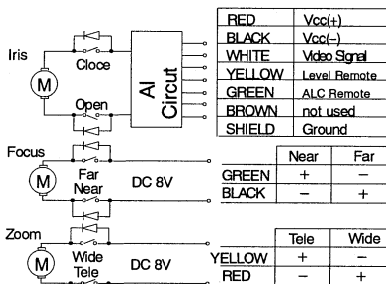 RED Vcc(+)
BLACK Vcc(−)
WHITE Video Signal
YELLOW Level Remote
GREEN ALC Remote
BROWN not used
SHIELD Ground
Iris
M
Cloce
Open
AI Circut
Focus
M
Far
Near
DC 8V
Near Far
GREEN + −
BLACK − +
Zoom
M
Wide
Tele
DC 8V
Tele Wide
YELLOW + −
RED − +